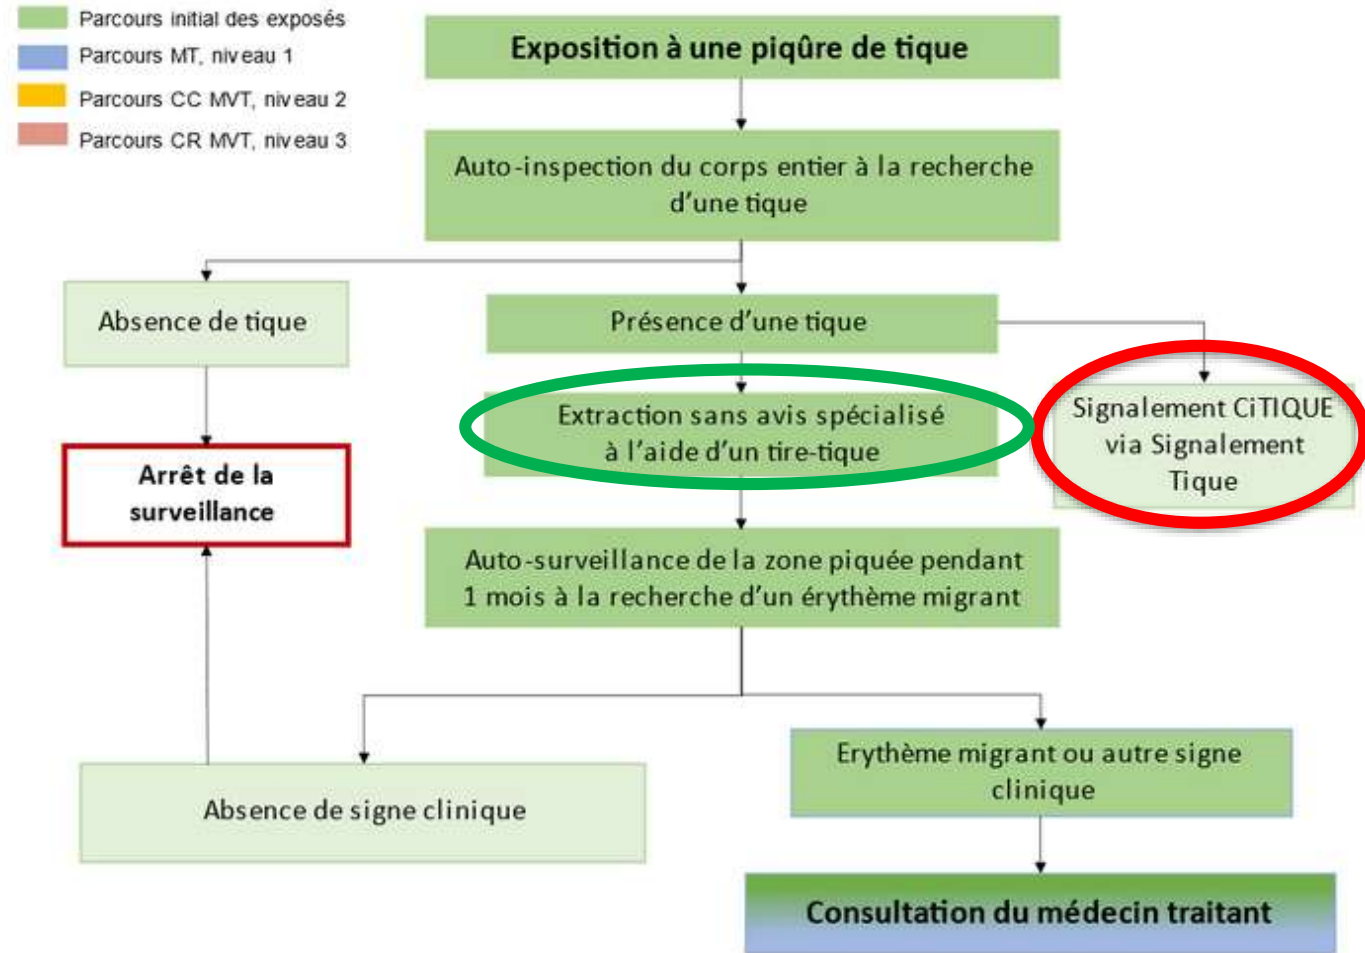 Parcours initial des exposés
Parcours MT, niveau 1
Parcours CC MVT, niveau 2
Parcours CR MVT, niveau 3
Exposition à une piqûre de tique
Auto-inspection du corps entier à la recherche
d’une tique
Absence de tique
Présence d’une tique
Extraction sans avis spécialisé
à l’aide d’un tire-tique
Signalement CiTIQUE
via Signalement
Tique
Arrêt de la
surveillance
Auto-surveillance de la zone piquée pendant
1 mois à la recherche d’un érythème migrant
Absence de signe clinique
Erythème migrant ou autre signe
clinique
Consultation du médecin traitant